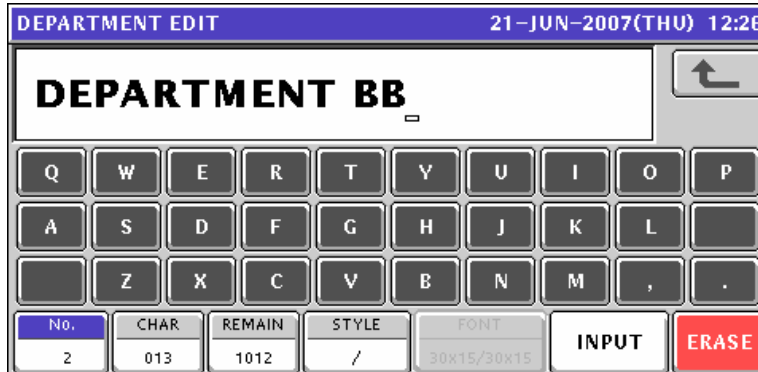 DEPARTMENT EDIT 21-JUN-2007(THU) 12:26
DEPARTMENT BB
Q W E R T Y U I O P
A S D F G H J K L
Z X C V B N M , .
No. CHAR REMAIN STYLE FONT INPUT ERASE
2 013 1012 / 30x15/30x15